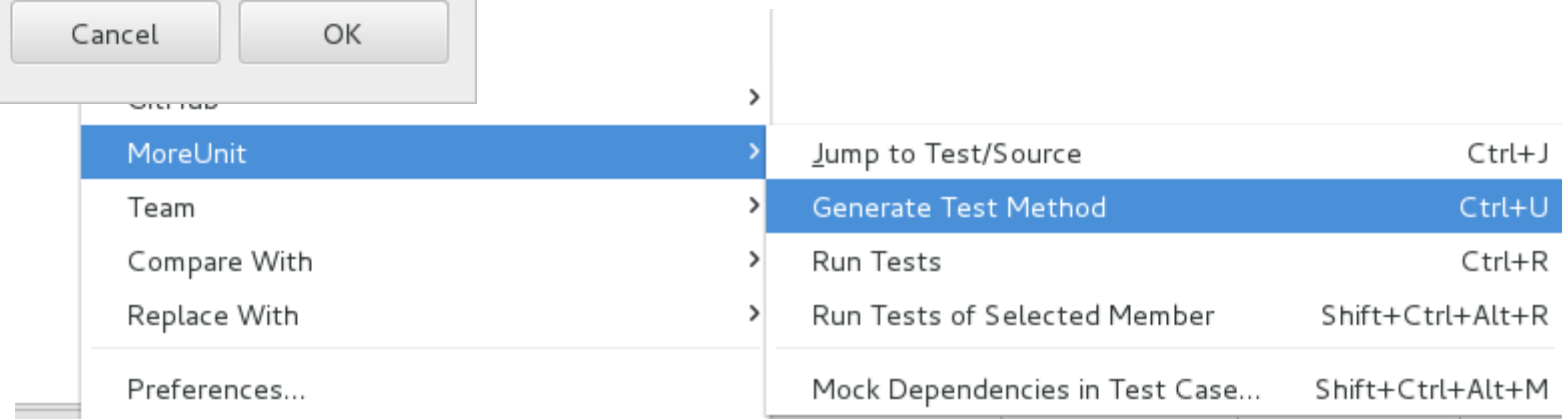 Cancel OK
MoreUnit
Team
Compare With
Replace With
Preferences...
Jump to Test/Source Ctrl+J
Generate Test Method Ctrl+U
Run Tests Ctrl+R
Run Tests of Selected Member Shift+Ctrl+Alt+R
Mock Dependencies in Test Case... Shift+Ctrl+Alt+M